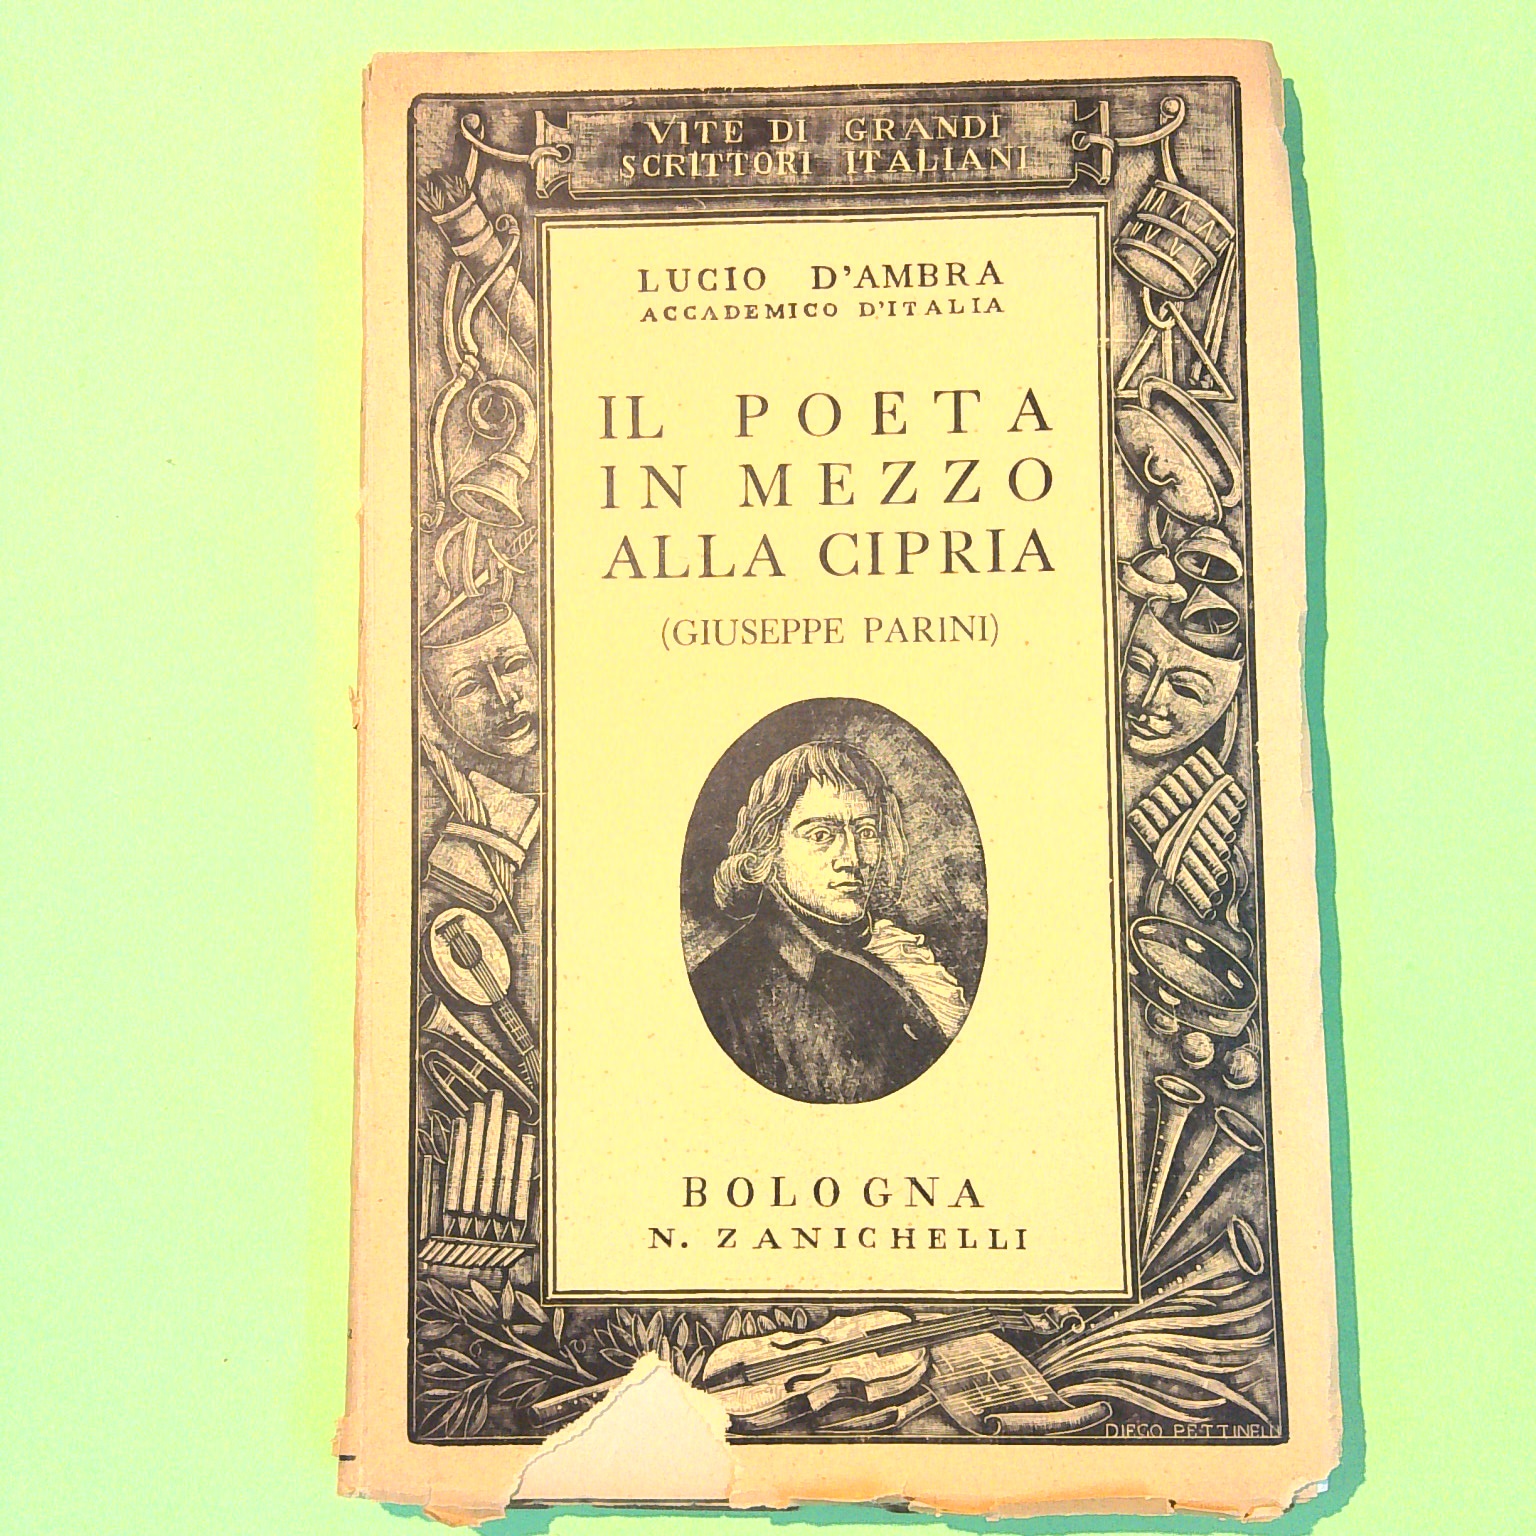 VITE DI GRANDI
SCRITTORI ITALIANI
LUCIO D'AMBRA
ACCADEMICO D'ITALIA
IL POETA
IN MEZZO
ALLA CIPRIA
(GIUSEPPE PARINI)
BOLOGNA
N. ZANICHELLI
DIEGO PETTINELLI